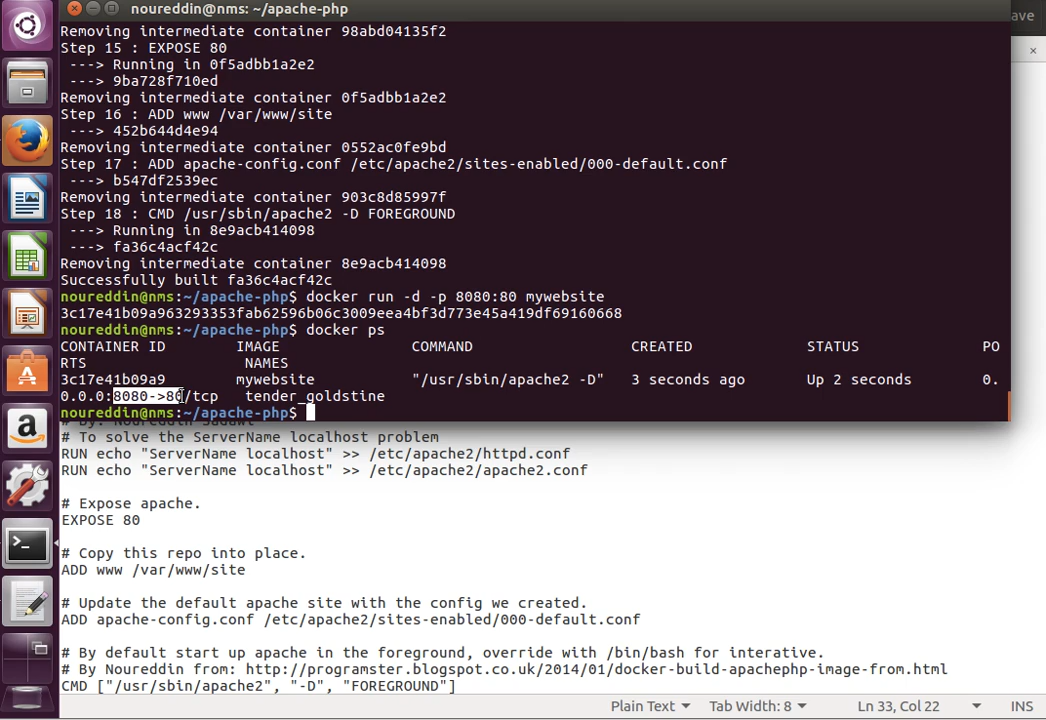 noureddin@nms: ~/apache-php
ave
Removing intermediate container 98abd04135f2
Step 15 : EXPOSE 80
---> Running in 0f5adbb1a2e2
---> 9ba728f710ed
Removing intermediate container 0f5adbb1a2e2
Step 16 : ADD www /var/www/site
---> 452b644d4e94
Removing intermediate container 0552ac0fe9bd
Step 17 : ADD apache-config.conf /etc/apache2/sites-enabled/000-default.conf
---> b547df2539ec
Removing intermediate container 903c8d85997f
Step 18 : CMD /usr/sbin/apache2 -D FOREGROUND
---> Running in 8e9acb414098
---> fa36c4acf42c
Removing intermediate container 8e9acb414098
Successfully built fa36c4acf42c
noureddin@nms:~/apache-php$ docker run -d -p 8080:80 mywebsite
3c17e41b09a963293353fab62596b06c3009eea4bf3d773e45a419df69160668
noureddin@nms:~/apache-php$ docker ps
CONTAINER ID IMAGE COMMAND CREATED STATUS PO
RTS NAMES
3c17e41b09a9 mywebsite "/usr/sbin/apache2 -D" 3 seconds ago Up 2 seconds 0.
0.0.0:8080->80/tcp tender_goldstine
noureddin@nms:~/apache-php$
# By: Noureddin Sadawi
# To solve the ServerName localhost problem
RUN echo "ServerName localhost" >> /etc/apache2/httpd.conf
RUN echo "ServerName localhost" >> /etc/apache2/apache2.conf
# Expose apache.
EXPOSE 80
# Copy this repo into place.
ADD www /var/www/site
# Update the default apache site with the config we created.
ADD apache-config.conf /etc/apache2/sites-enabled/000-default.conf
# By default start up apache in the foreground, override with /bin/bash for interative.
# By Noureddin from: http://programster.blogspot.co.uk/2014/01/docker-build-apachephp-image-from.html
CMD ["/usr/sbin/apache2", "-D", "FOREGROUND"]
Plain Text Tab Width: 8 Ln 33, Col 22 INS